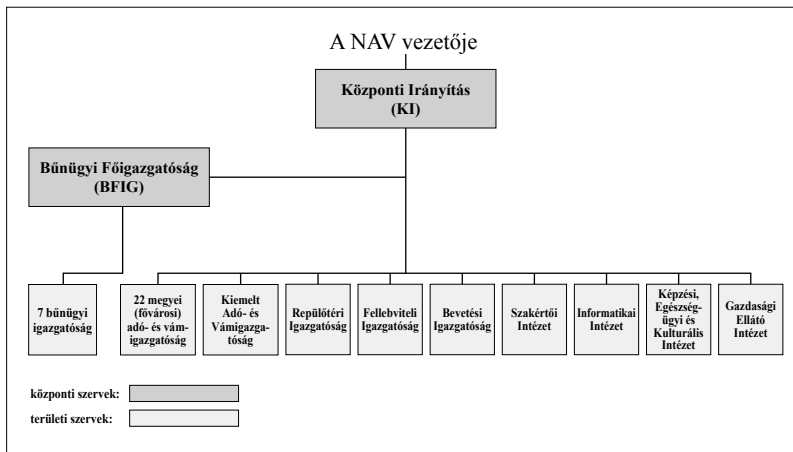 A NAV vezetője
Központi Irányítás
(KI)
Bűnügyi Főigazgatóság
(BFIG)
7 bűnügyi
igazgatóság
22 megyei
(fővárosi)
adó- és vám-
igazgatóság
Kiemelt
Adó- és
Vámigazga-
tóság
Repülőtéri
Igazgatóság
Fellebviteli
Igazgatóság
Bevetési
Igazgatóság
Szakértői
Intézet
Informatikai
Intézet
Képzési,
Egészség-
ügyi és
Kulturális
Intézet
Gazdasági
Ellátó
Intézet
központi szervek:
területi szervek: